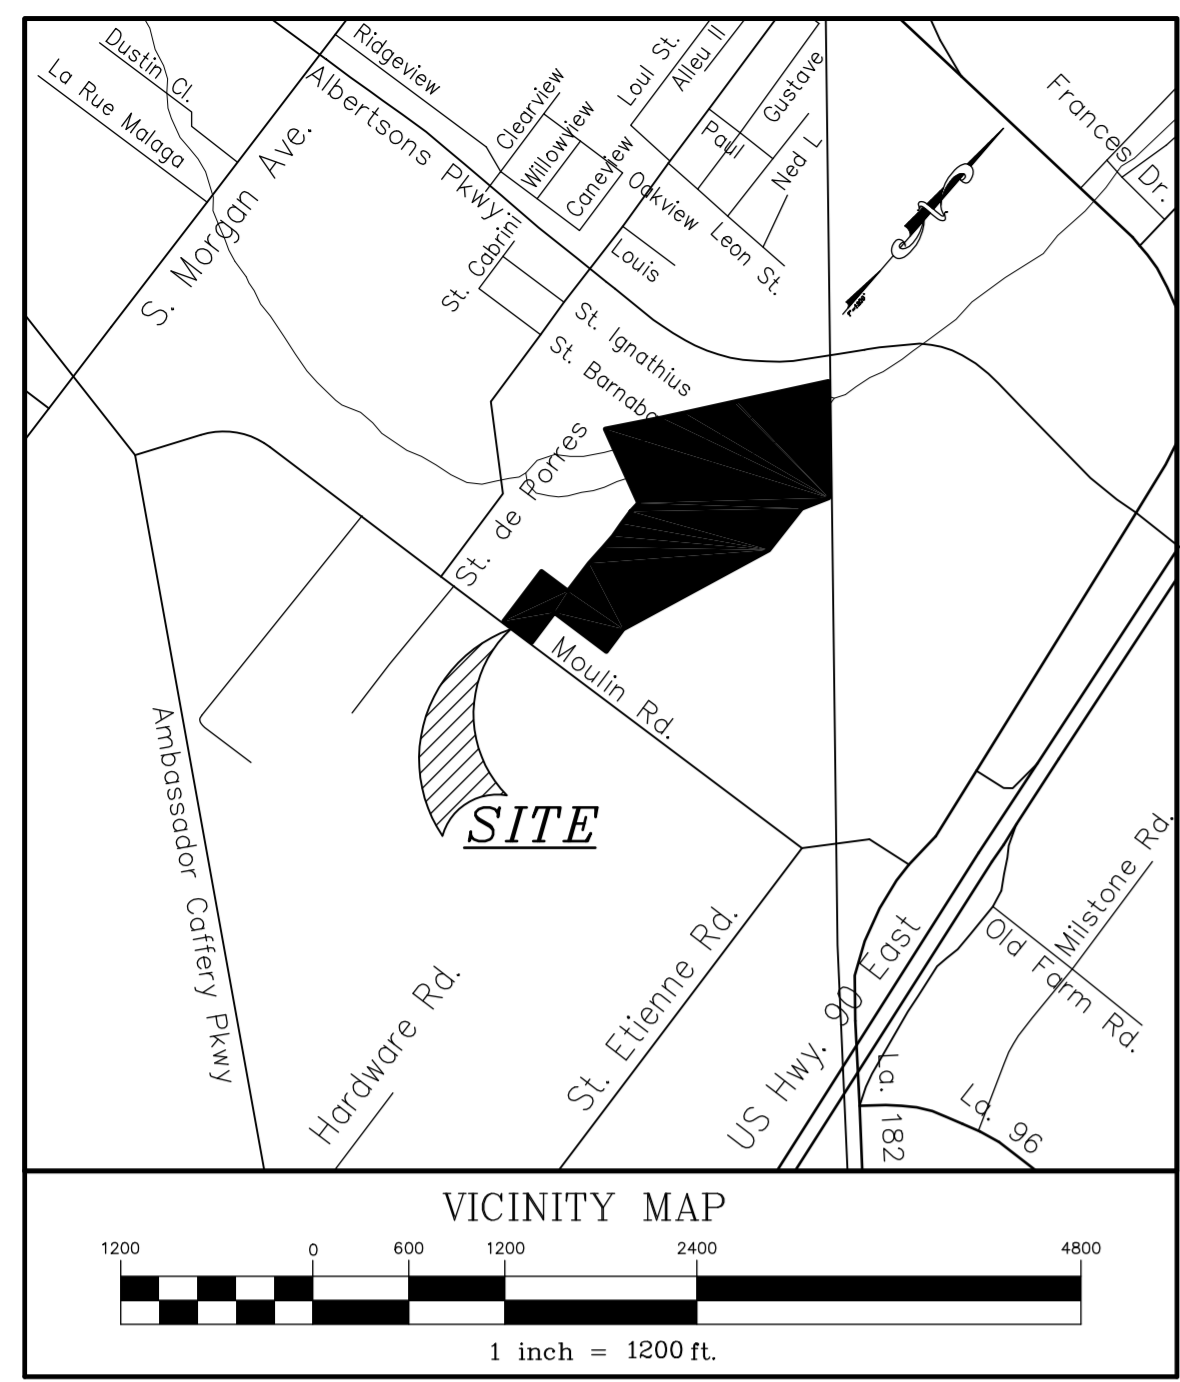 Dustin Cl.
La Rue Malaga
S. Morgan Ave.
Ridgeview
Albertsons Pkwy.
Clearview
Willowview
Caneview
Loul St.
Alleu II
Gustave
Paul
Ned L
Oakview
Leon St.
Louis
St. Cabrini
St. Ignathius
St. Barnaba
St. de Porres
Frances Dr.
Moulin Rd.
SITE
Ambassador Caffery Pkwy
Hardware Rd.
St. Etienne Rd.
US Hwy. 90 East
Milstone Rd.
Old Farm Rd.
La. 182
La. 96
VICINITY MAP
1200 0 600 1200 2400 4800
1 inch = 1200 ft.